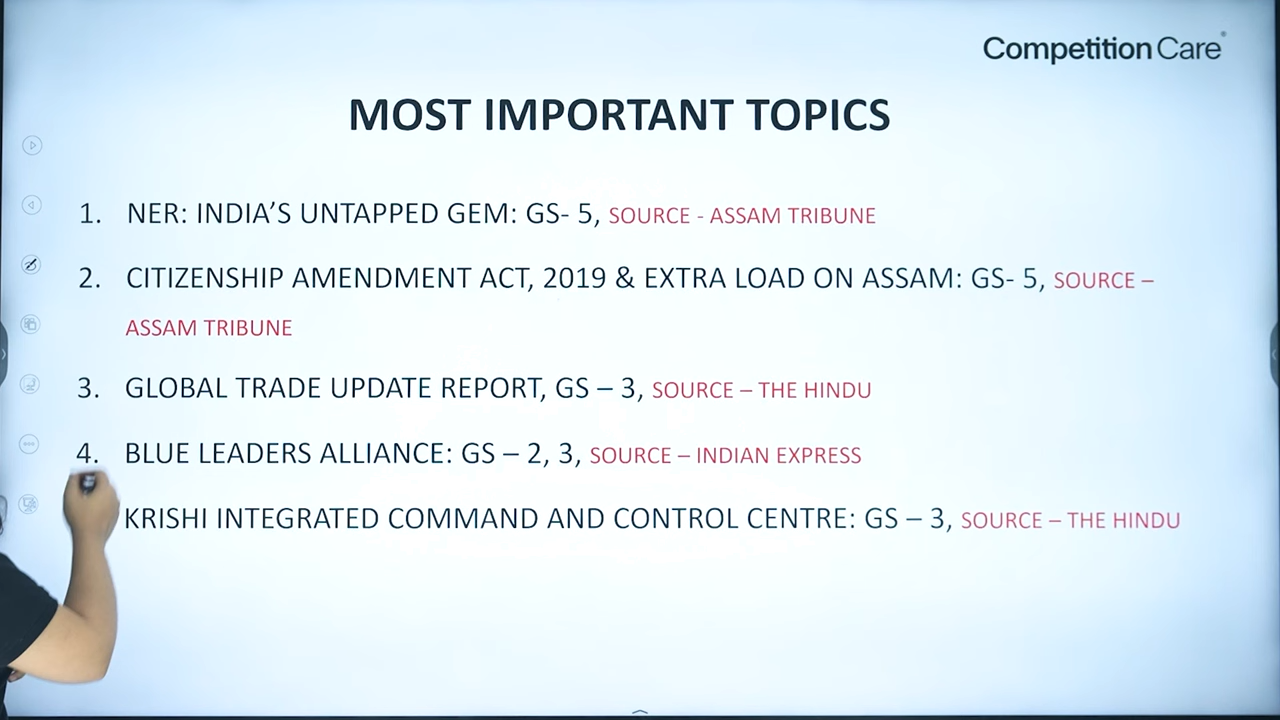 Competition Care
MOST IMPORTANT TOPICS
1. NER: INDIA’S UNTAPPED GEM: GS- 5, SOURCE - ASSAM TRIBUNE
2. CITIZENSHIP AMENDMENT ACT, 2019 & EXTRA LOAD ON ASSAM: GS- 5, SOURCE –
ASSAM TRIBUNE
3. GLOBAL TRADE UPDATE REPORT, GS – 3, SOURCE – THE HINDU
4. BLUE LEADERS ALLIANCE: GS – 2, 3, SOURCE – INDIAN EXPRESS
KRISHI INTEGRATED COMMAND AND CONTROL CENTRE: GS – 3, SOURCE – THE HINDU